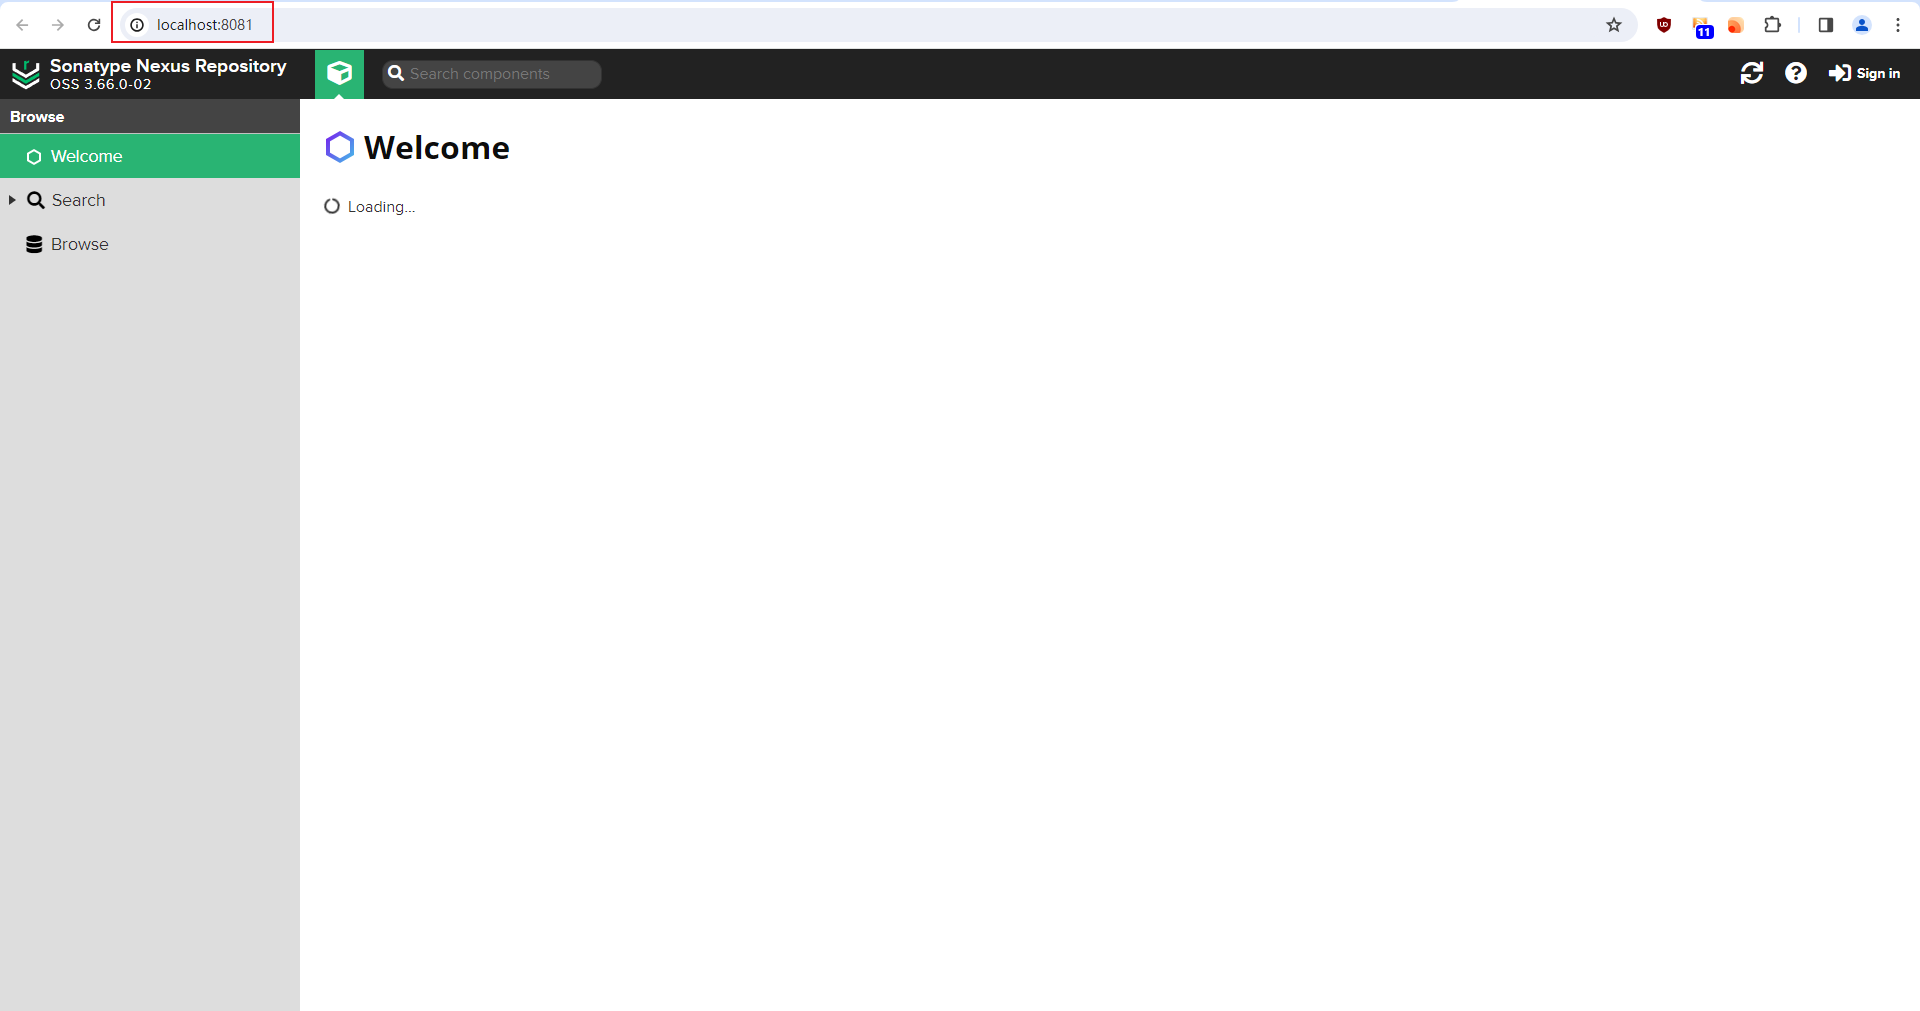 localhost:8081
11
Sonatype Nexus Repository
OSS 3.66.0-02
Search components
Sign in
Browse
Welcome
Search
Browse
Welcome
Loading...